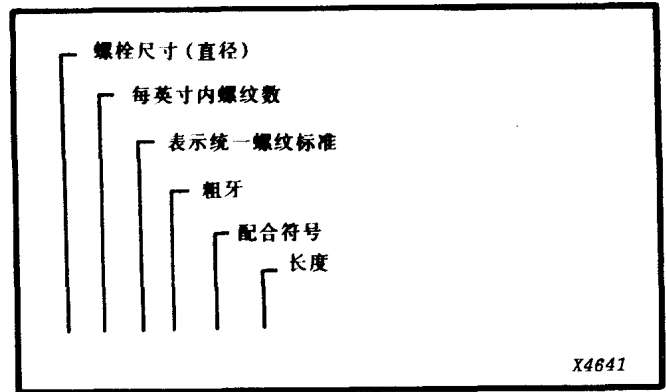 螺栓尺寸(直径)
每英寸内螺纹数
表示统一螺纹标准
粗牙
配合符号
长度
X4641